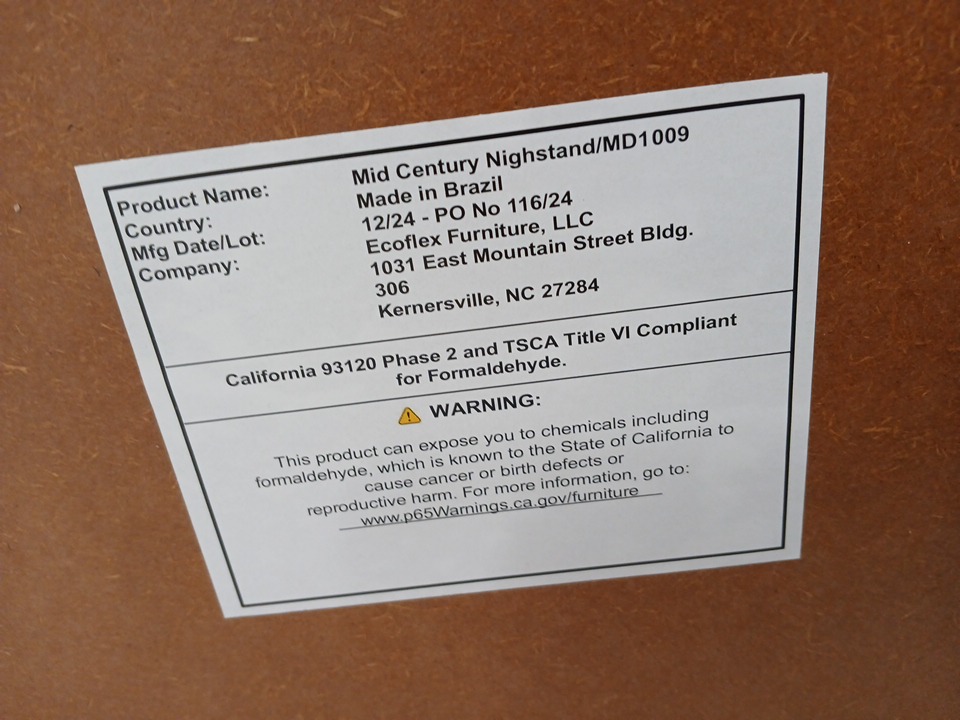 Product Name: Mid Century Nighstand/MD1009
Country: Made in Brazil
Mfg Date/Lot: 12/24 - PO No 116/24
Company: Ecoflex Furniture, LLC
1031 East Mountain Street Bldg.
306
Kernersville, NC 27284
California 93120 Phase 2 and TSCA Title VI Compliant
for Formaldehyde.
WARNING:
This product can expose you to chemicals including
formaldehyde, which is known to the State of California to
cause cancer or birth defects or
reproductive harm. For more information, go to:
www.p65Warnings.ca.gov/furniture